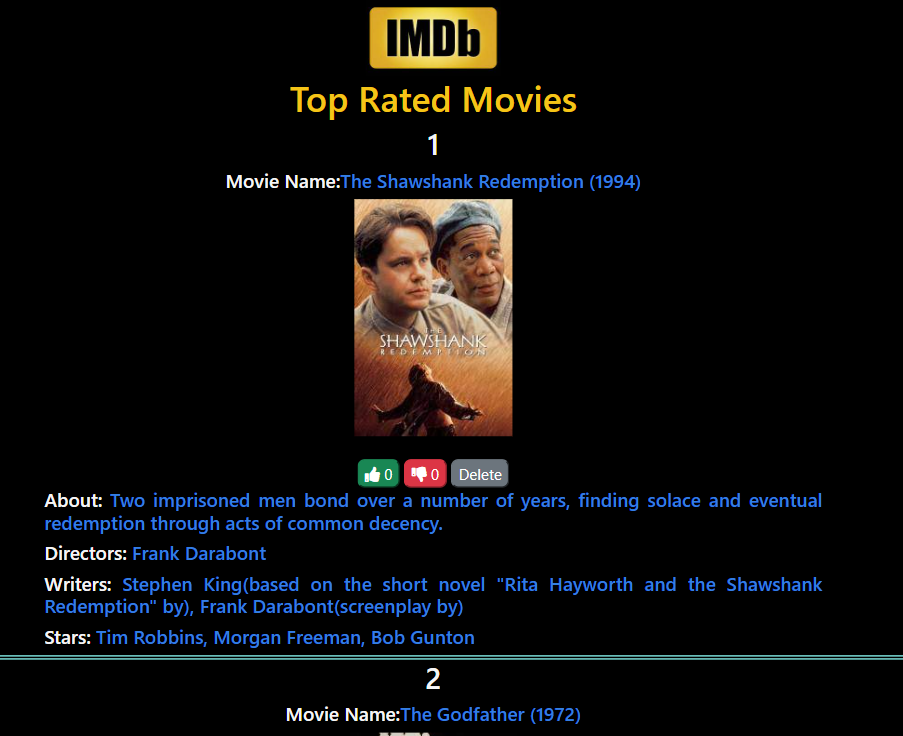 IMDb
Top Rated Movies
1
Movie Name:The Shawshank Redemption (1994)
THE
SHAWSHANK
REDEMPTION
0 0 Delete
About: Two imprisoned men bond over a number of years, finding solace and eventual
redemption through acts of common decency.
Directors: Frank Darabont
Writers: Stephen King(based on the short novel "Rita Hayworth and the Shawshank
Redemption" by), Frank Darabont(screenplay by)
Stars: Tim Robbins, Morgan Freeman, Bob Gunton
2
Movie Name:The Godfather (1972)